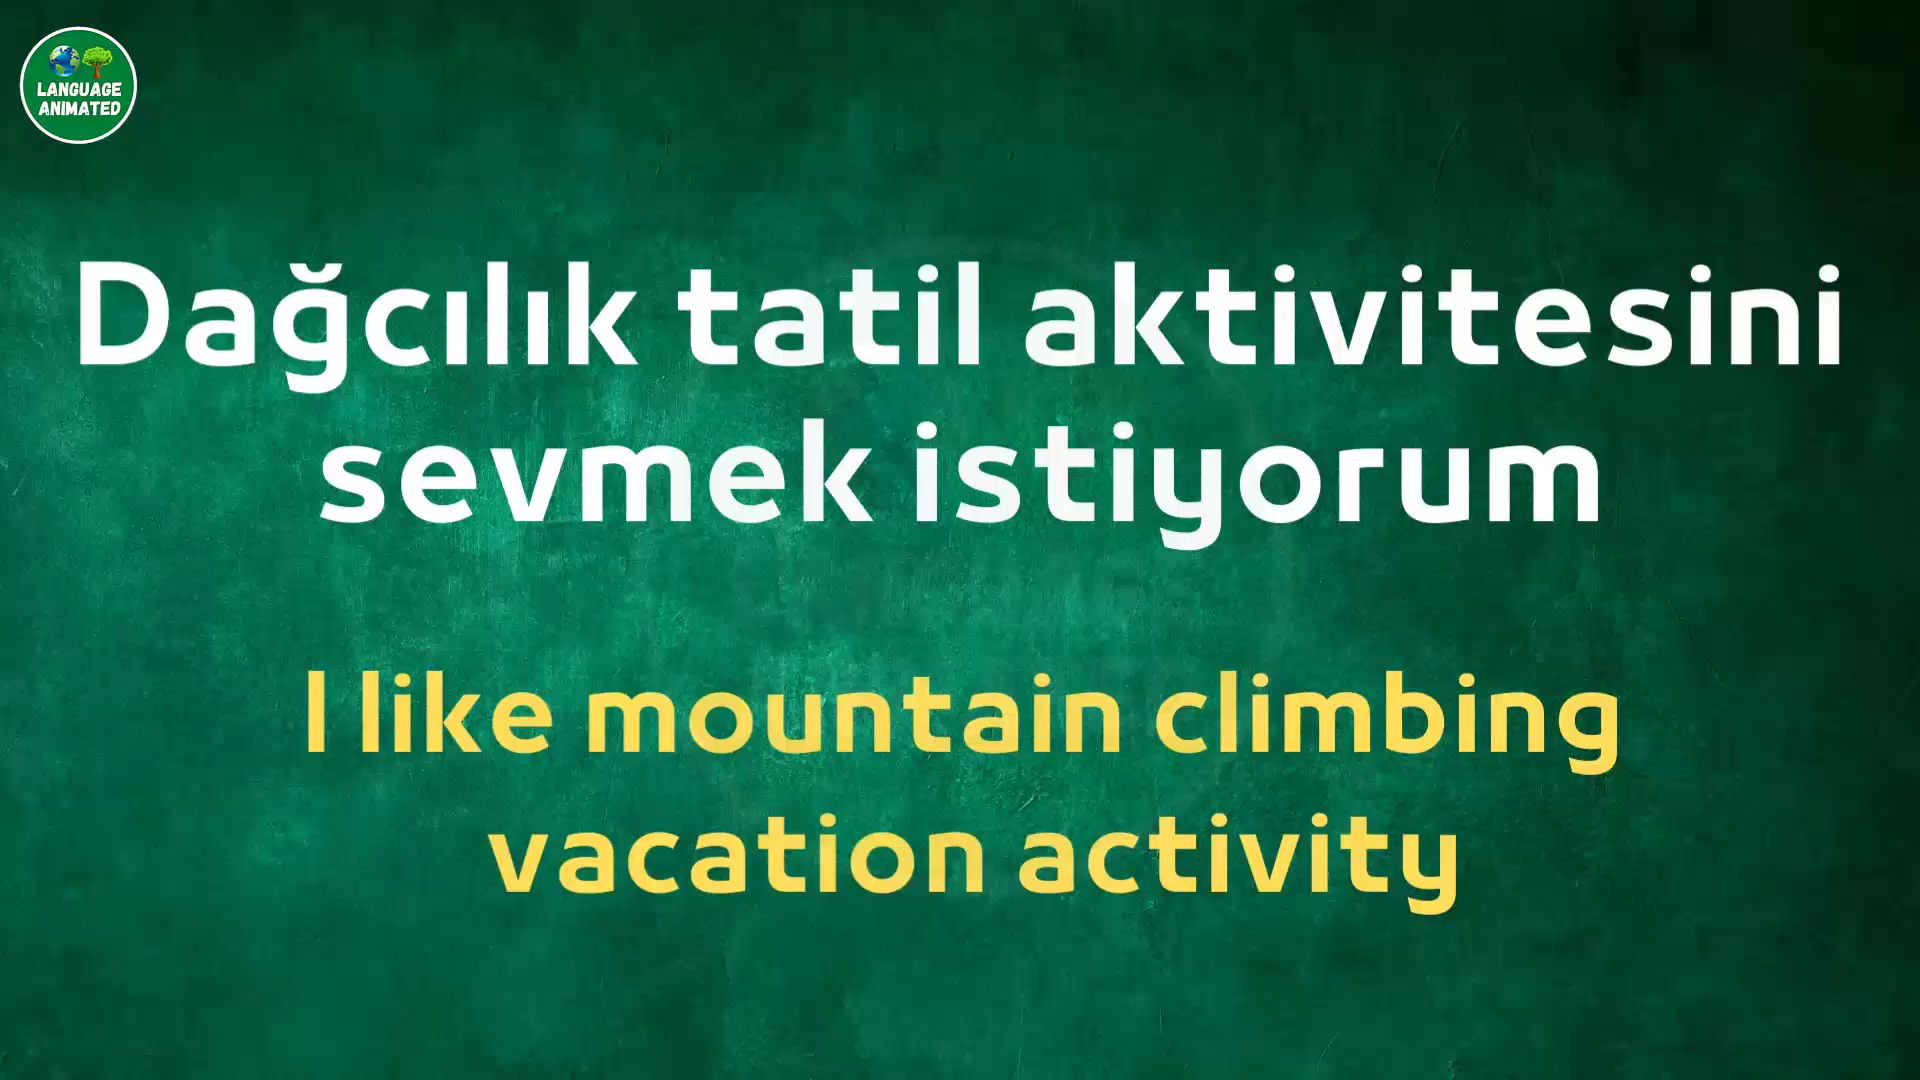 LANGUAGE
ANIMATED
Dağcılık tatil aktivitesini
sevmek istiyorum
I like mountain climbing
vacation activity